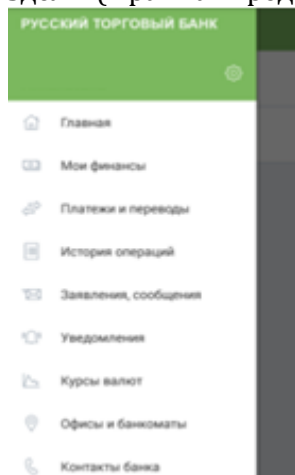 РУССКИЙ ТОРГОВЫЙ БАНК
Главная
Мои финансы
Платежи и переводы
История операций
Заявления, сообщения
Уведомления
Курсы валют
Офисы и банкоматы
Контакты банка